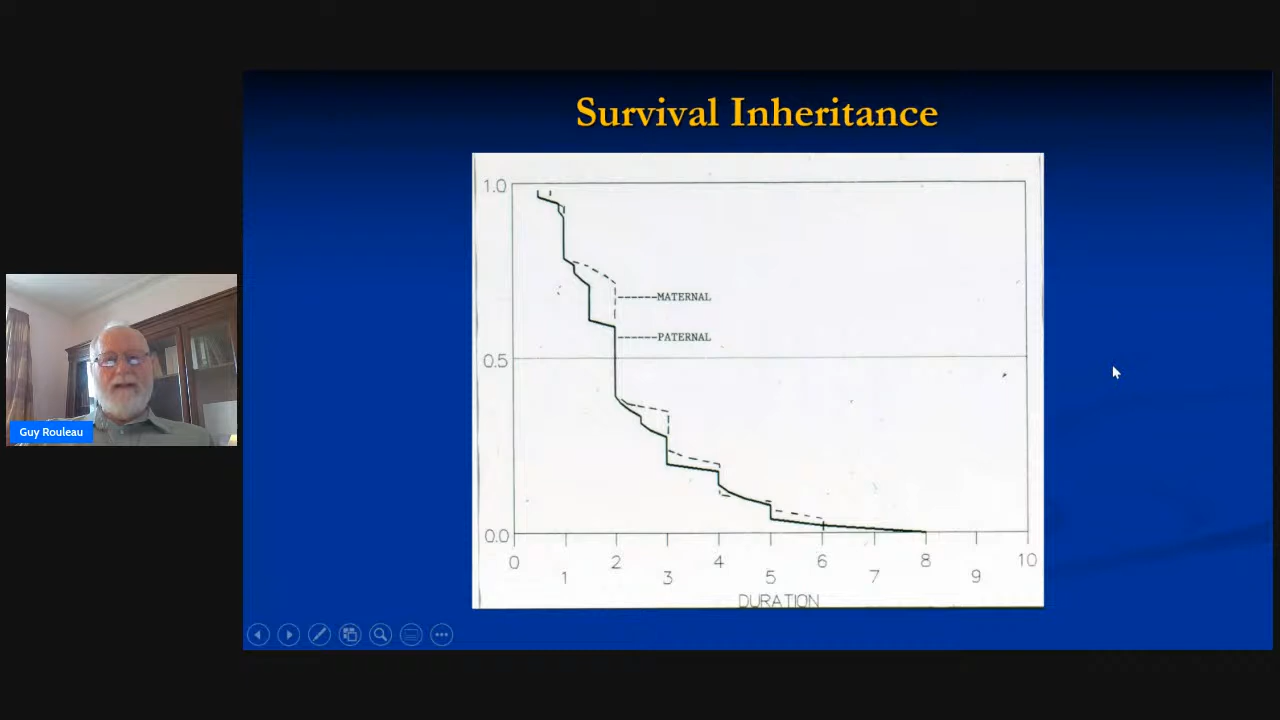 Survival Inheritance
1.0
MATERNAL
PATERNAL
0.5
0.0
0 1 2 3 4 5 6 7 8 9 10
DURATION
Guy Rouleau